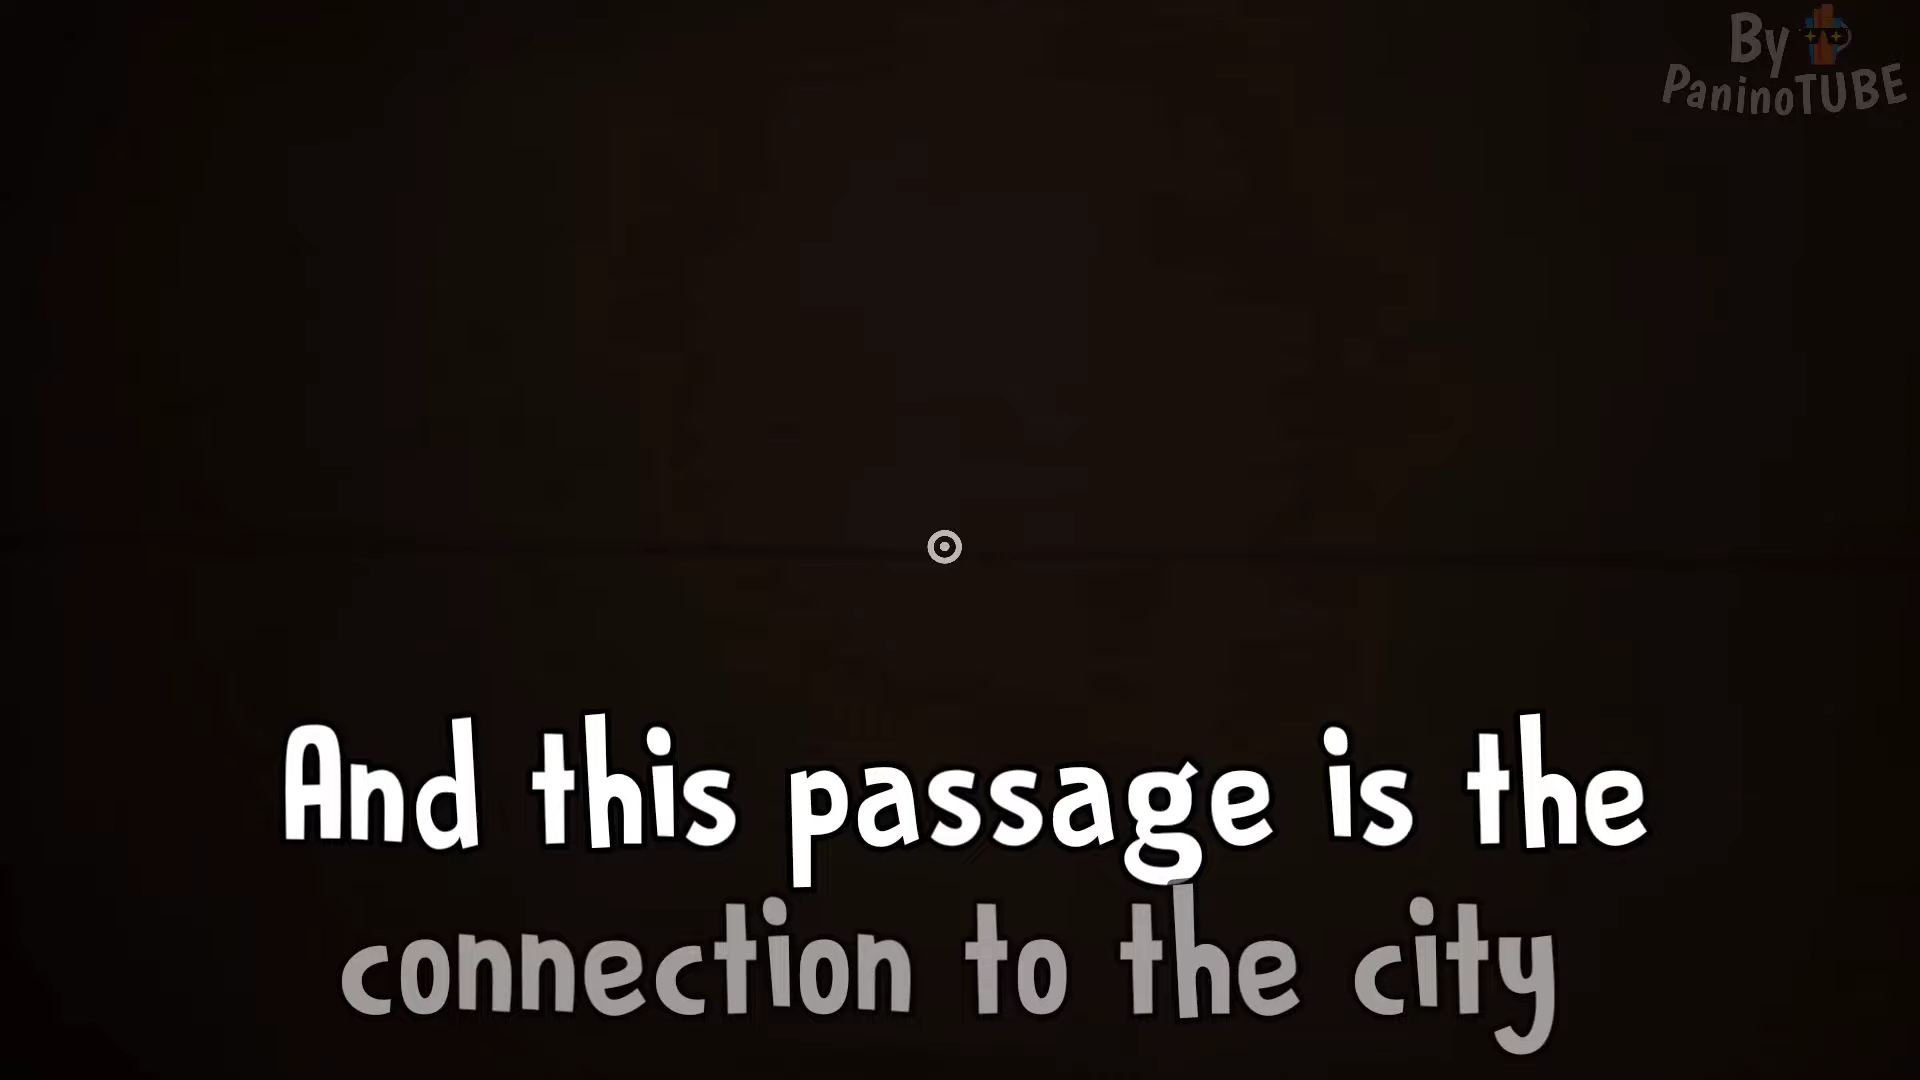 By
PaninoTUBE
And this passage is the
connection to the city